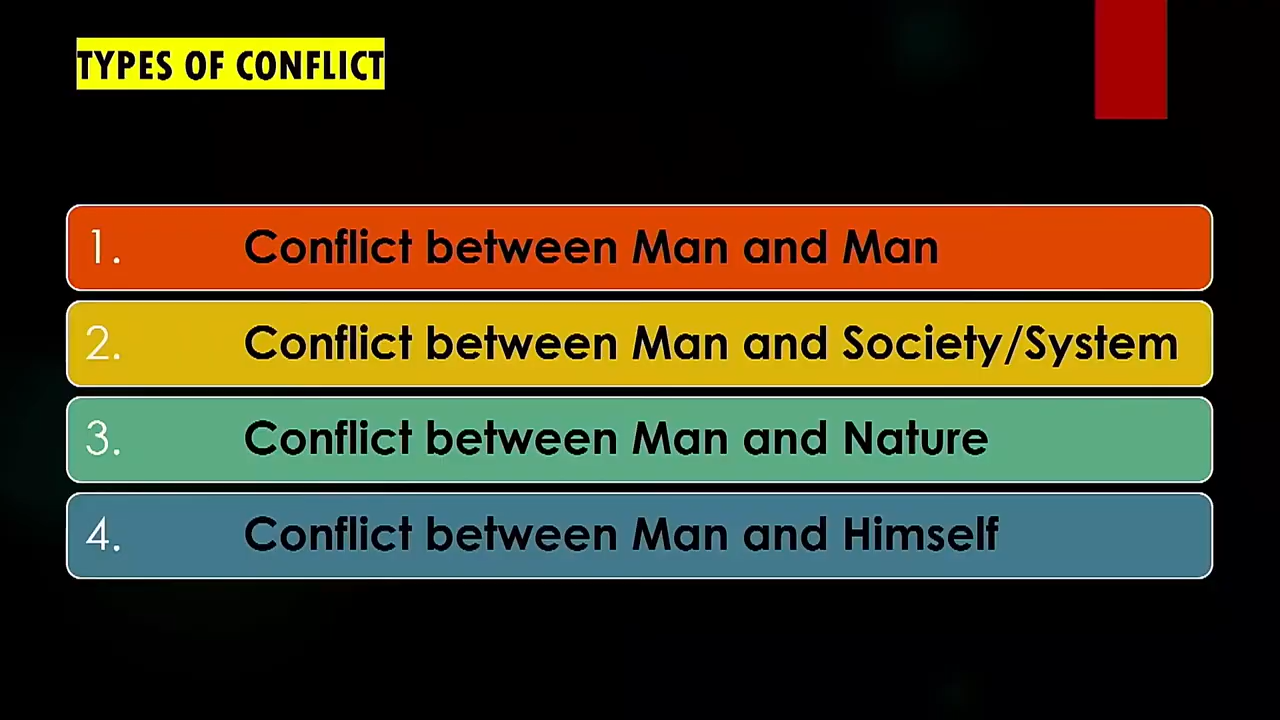 TYPES OF CONFLICT
1. Conflict between Man and Man
2. Conflict between Man and Society/System
3. Conflict between Man and Nature
4. Conflict between Man and Himself